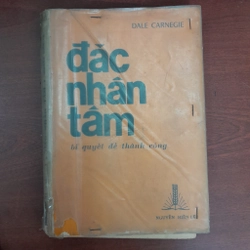 DALE CARNEGIE
đắc
nhân
tâm
bí quyết để thành công